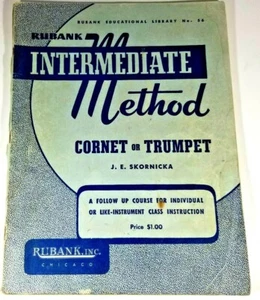 RUBANK EDUCATIONAL LIBRARY No. 36
RUBANK
INTERMEDIATE
Method
CORNET OR TRUMPET
J. E. SKORNICKA
A FOLLOW UP COURSE FOR INDIVIDUAL
OR LIKE-INSTRUMENT CLASS INSTRUCTION
Price $1.00
RUBANK, INC.
CHICAGO